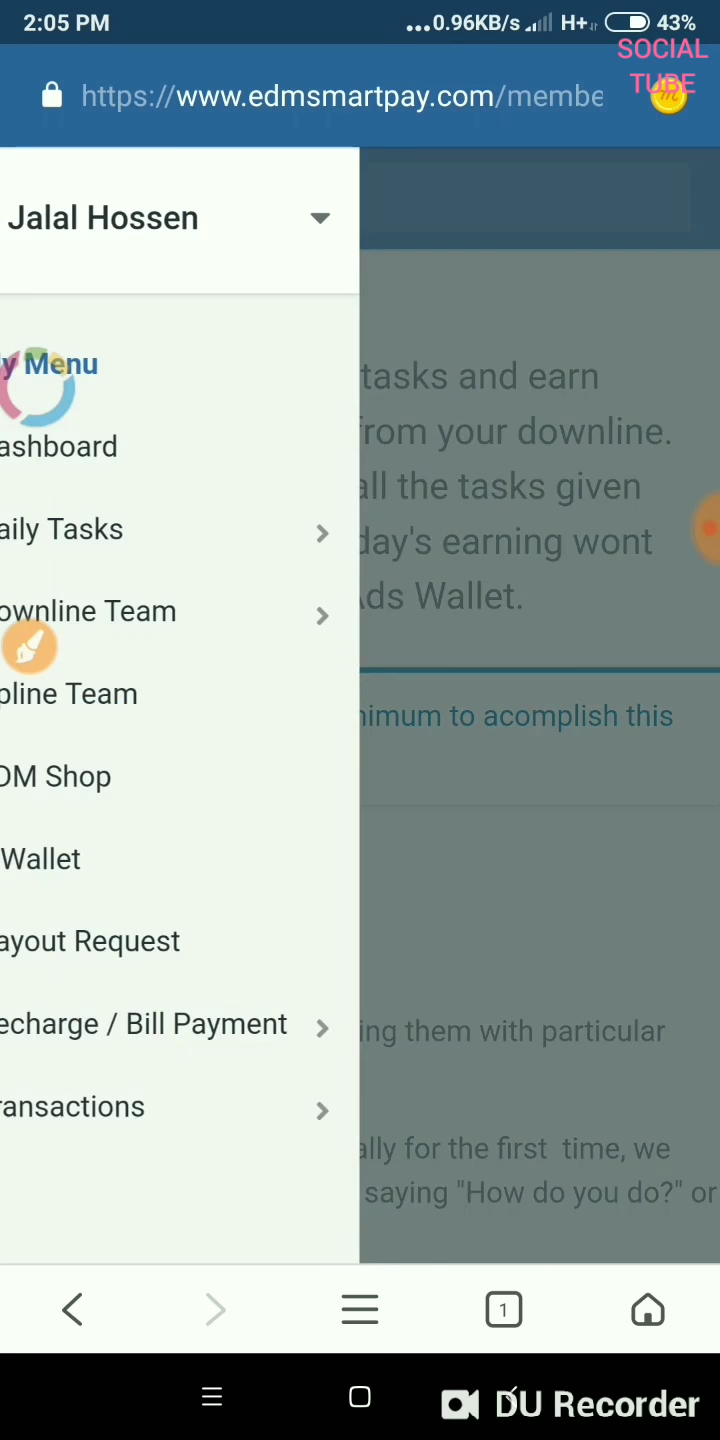 2:05 PM ...0.96KB/s H+ 43%
SOCIAL
TUBE
https://www.edmsmartpay.com/membe
Jalal Hossen
y Menu
ashboard
aily Tasks
ownline Team
pline Team
DM Shop
Wallet
ayout Request
echarge / Bill Payment
ransactions
tasks and earn
from your downline.
all the tasks given
day's earning wont
Ads Wallet.
nimum to acomplish this
ing them with particular
ally for the first time, we
saying "How do you do?" or
1
DU Recorder